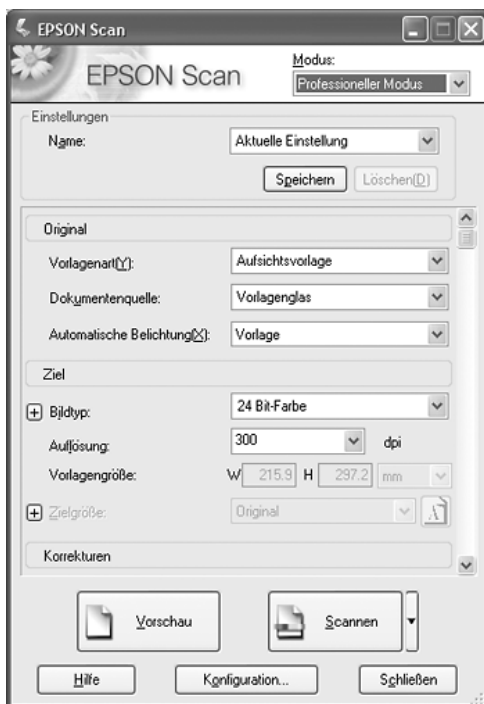 EPSON Scan
EPSON Scan
Modus:
Professioneller Modus
Einstellungen
Name: Aktuelle Einstellung
Speichern Löschen(D)
Original
Vorlagenart(Y): Aufsichtsvorlage
Dokumentenquelle: Vorlagenglas
Automatische Belichtung(X): Vorlage
Ziel
Bildtyp: 24 Bit-Farbe
Auflösung: 300 dpi
Vorlagengröße: W 215.9 H 297.2 mm
Zielgröße: Original
Korrekturen
Vorschau Scannen
Hilfe Konfiguration... Schließen